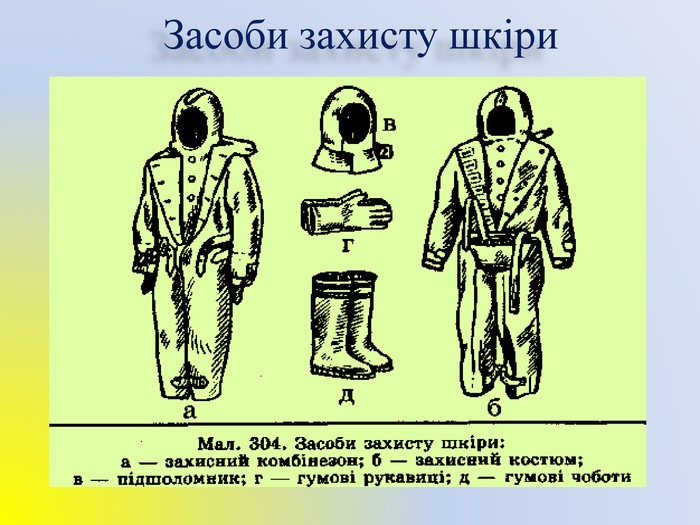 Засоби захисту шкіри
в
г
д
а
б
Мал. 304. Засоби захисту шкіри:
а — захисний комбінезон; б — захисний костюм;
в — підшоломник; г — гумові рукавиці; д — гумові чоботи